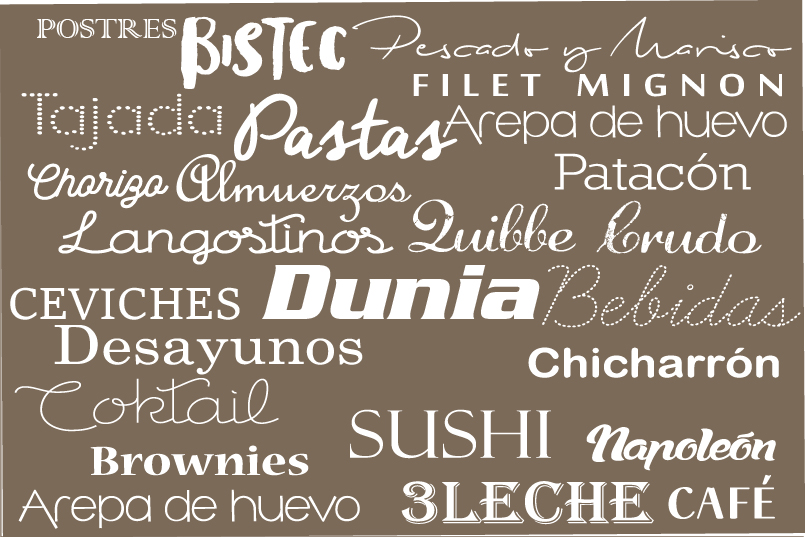 POSTRES BISTEC Pescado y Marisco
FILET MIGNON
Tajada Pastas Arepa de huevo
Chorizo Almuerzos Patacón
Langostinos Quibbe Crudo
CEVICHES Dunia Bebidas
Desayunos Chicharrón
Coktail SUSHI Napoleón
Brownies
Arepa de huevo 3LECHE CAFÉ